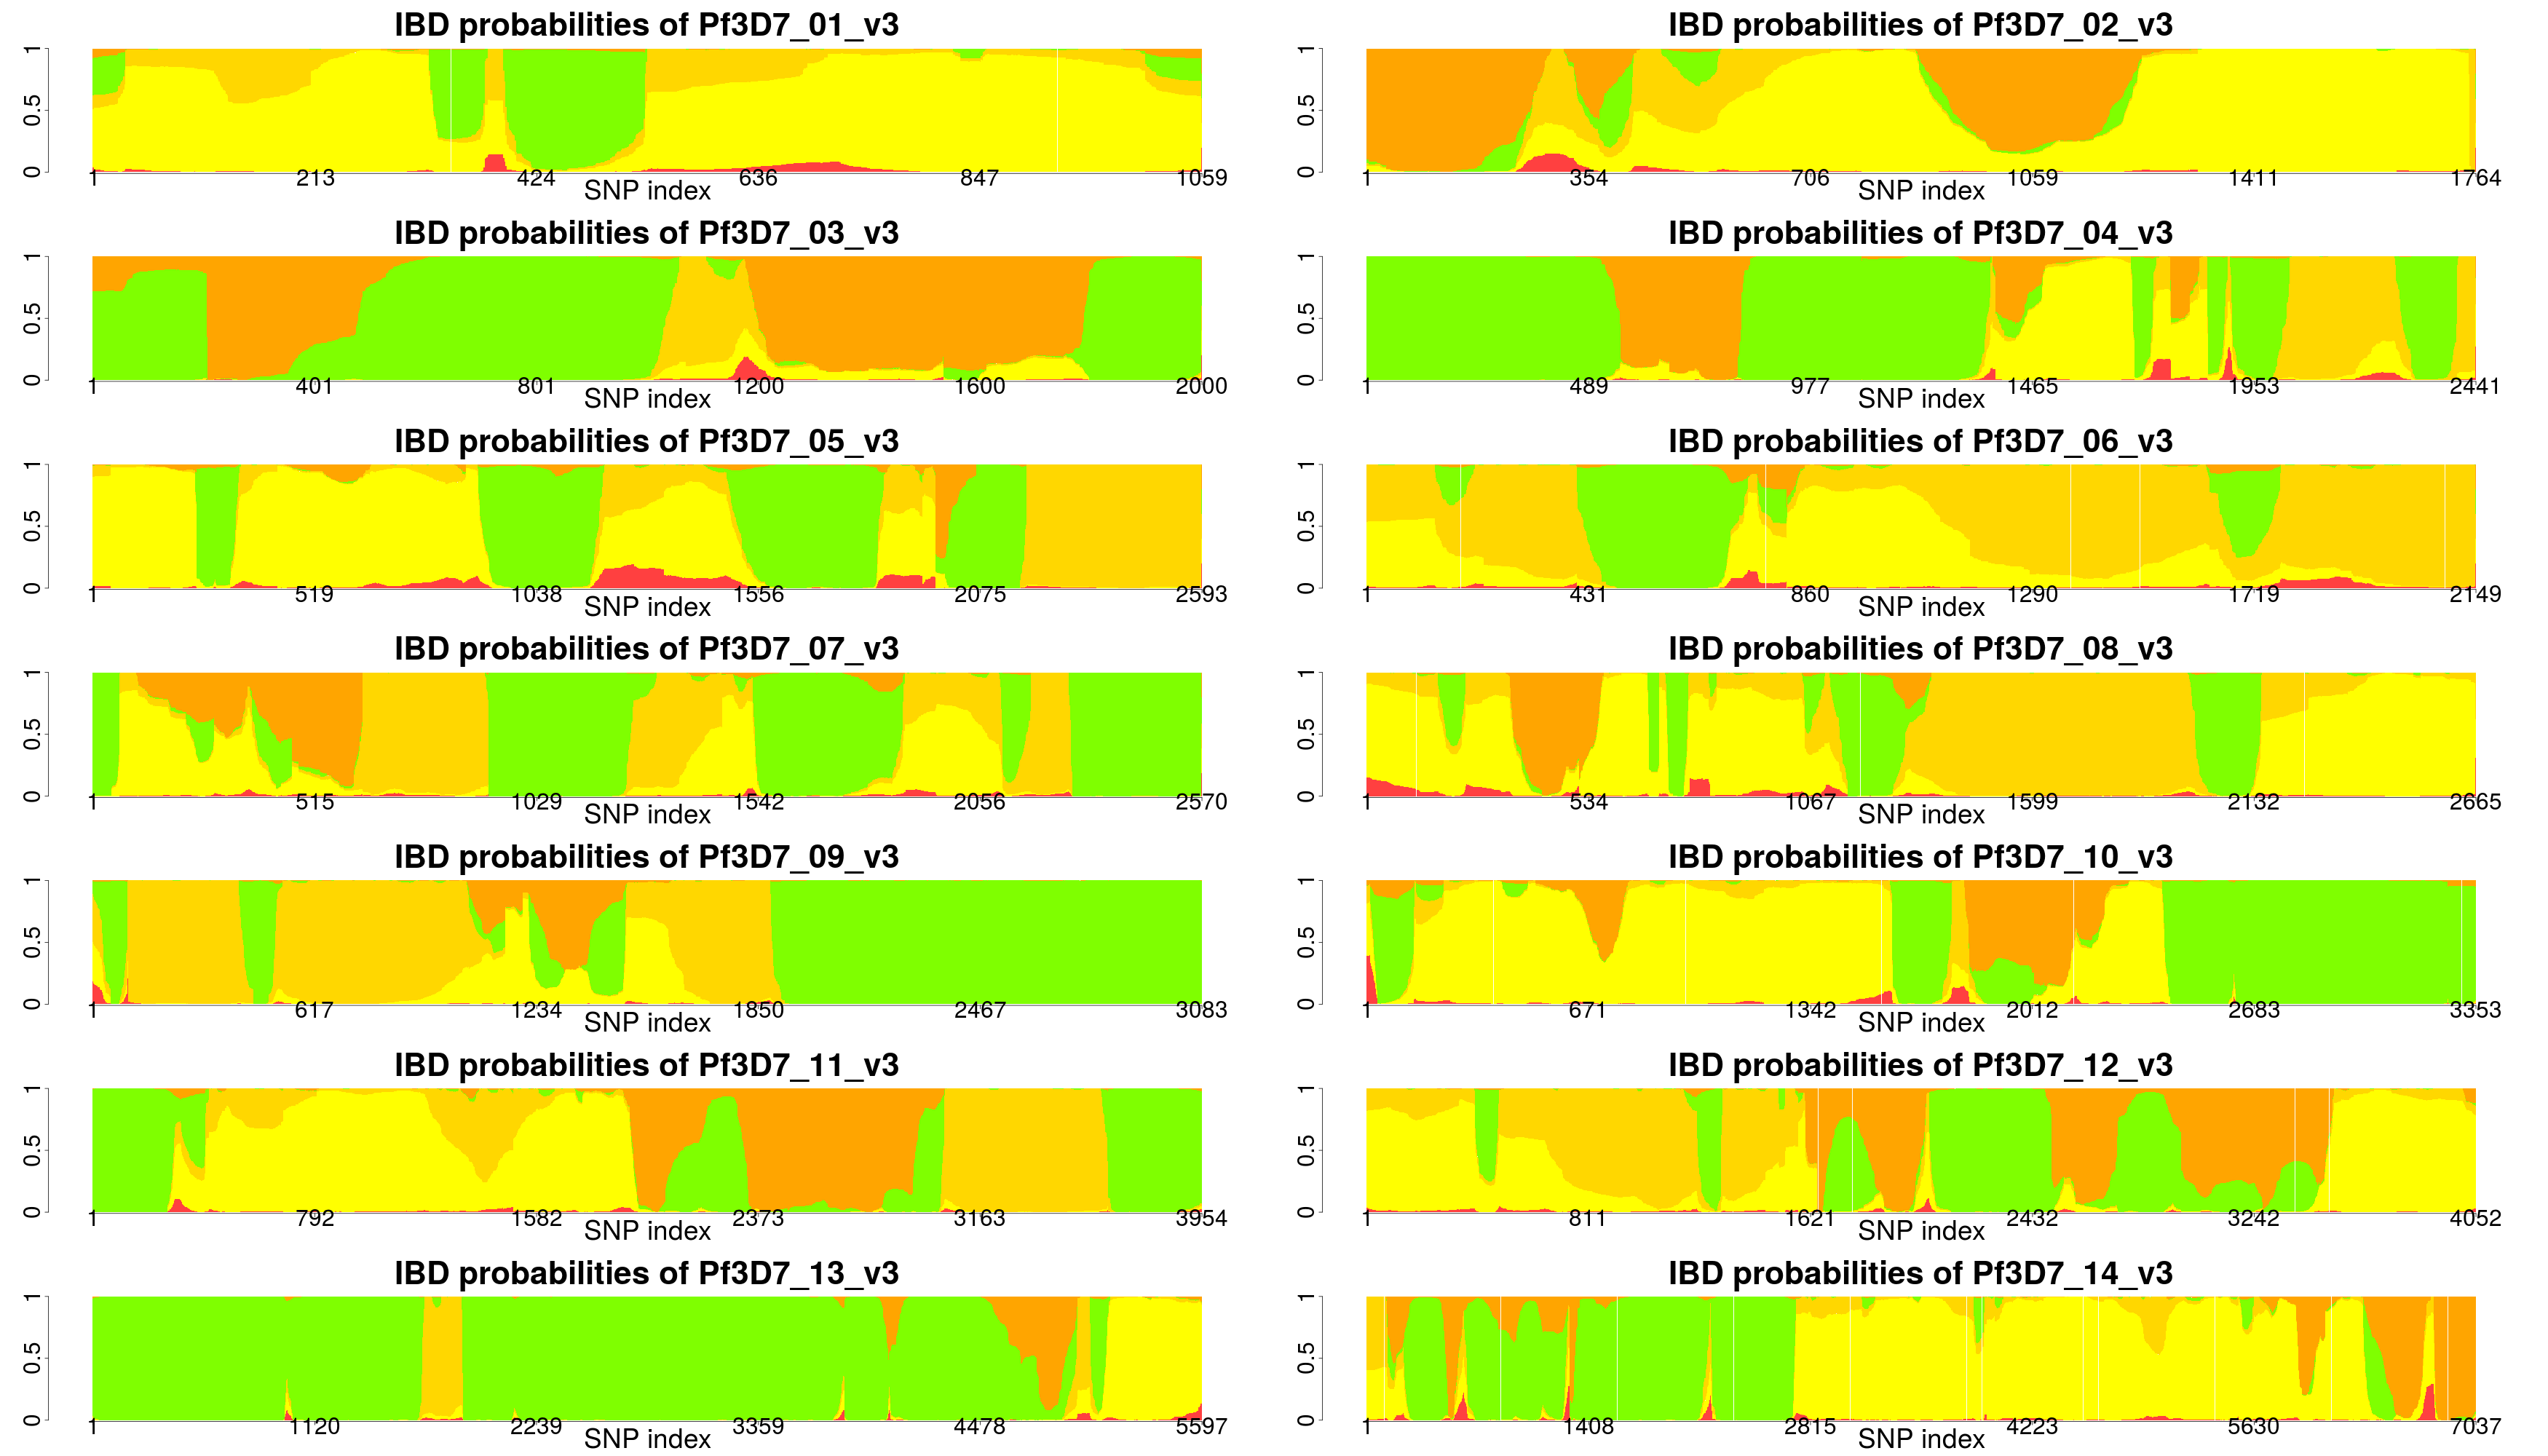 IBD probabilities of Pf3D7_01_v3
1
0.5
0
1 213 424 636 847 1059
SNP index
IBD probabilities of Pf3D7_02_v3
1
0.5
0
1 354 706 1059 1411 1764
SNP index
IBD probabilities of Pf3D7_03_v3
1
0.5
0
1 401 801 1200 1600 2000
SNP index
IBD probabilities of Pf3D7_04_v3
1
0.5
0
1 489 977 1465 1953 2441
SNP index
IBD probabilities of Pf3D7_05_v3
1
0.5
0
1 519 1038 1556 2075 2593
SNP index
IBD probabilities of Pf3D7_06_v3
1
0.5
0
1 431 860 1290 1719 2149
SNP index
IBD probabilities of Pf3D7_07_v3
1
0.5
0
1 515 1029 1542 2056 2570
SNP index
IBD probabilities of Pf3D7_08_v3
1
0.5
0
1 534 1067 1599 2132 2665
SNP index
IBD probabilities of Pf3D7_09_v3
1
0.5
0
1 617 1234 1850 2467 3083
SNP index
IBD probabilities of Pf3D7_10_v3
1
0.5
0
1 671 1342 2012 2683 3353
SNP index
IBD probabilities of Pf3D7_11_v3
1
0.5
0
1 792 1582 2373 3163 3954
SNP index
IBD probabilities of Pf3D7_12_v3
1
0.5
0
1 811 1621 2432 3242 4052
SNP index
IBD probabilities of Pf3D7_13_v3
1
0.5
0
1 1120 2239 3359 4478 5597
SNP index
IBD probabilities of Pf3D7_14_v3
1
0.5
0
1 1408 2815 4223 5630 7037
SNP index